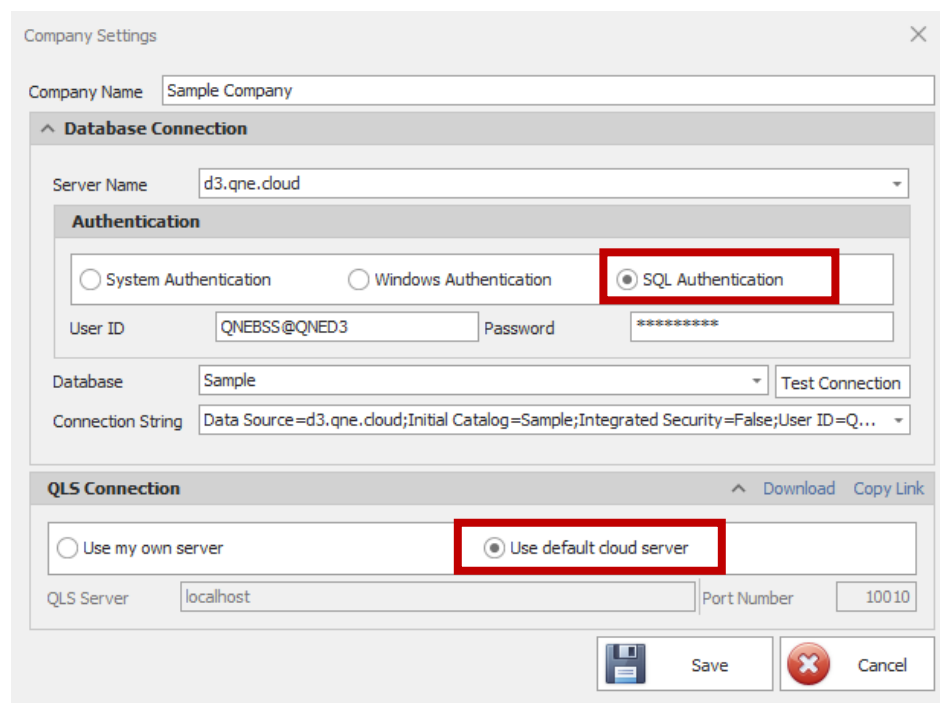 Company Settings
Company Name Sample Company
Database Connection
Server Name d3.qne.cloud
Authentication
System Authentication Windows Authentication SQL Authentication
User ID QNEBSS@QNED3 Password *********
Database Sample Test Connection
Connection String Data Source=d3.qne.cloud;Initial Catalog=Sample;Integrated Security=False;User ID=Q...
QLS Connection Download Copy Link
Use my own server Use default cloud server
QLS Server localhost Port Number 10010
Save Cancel